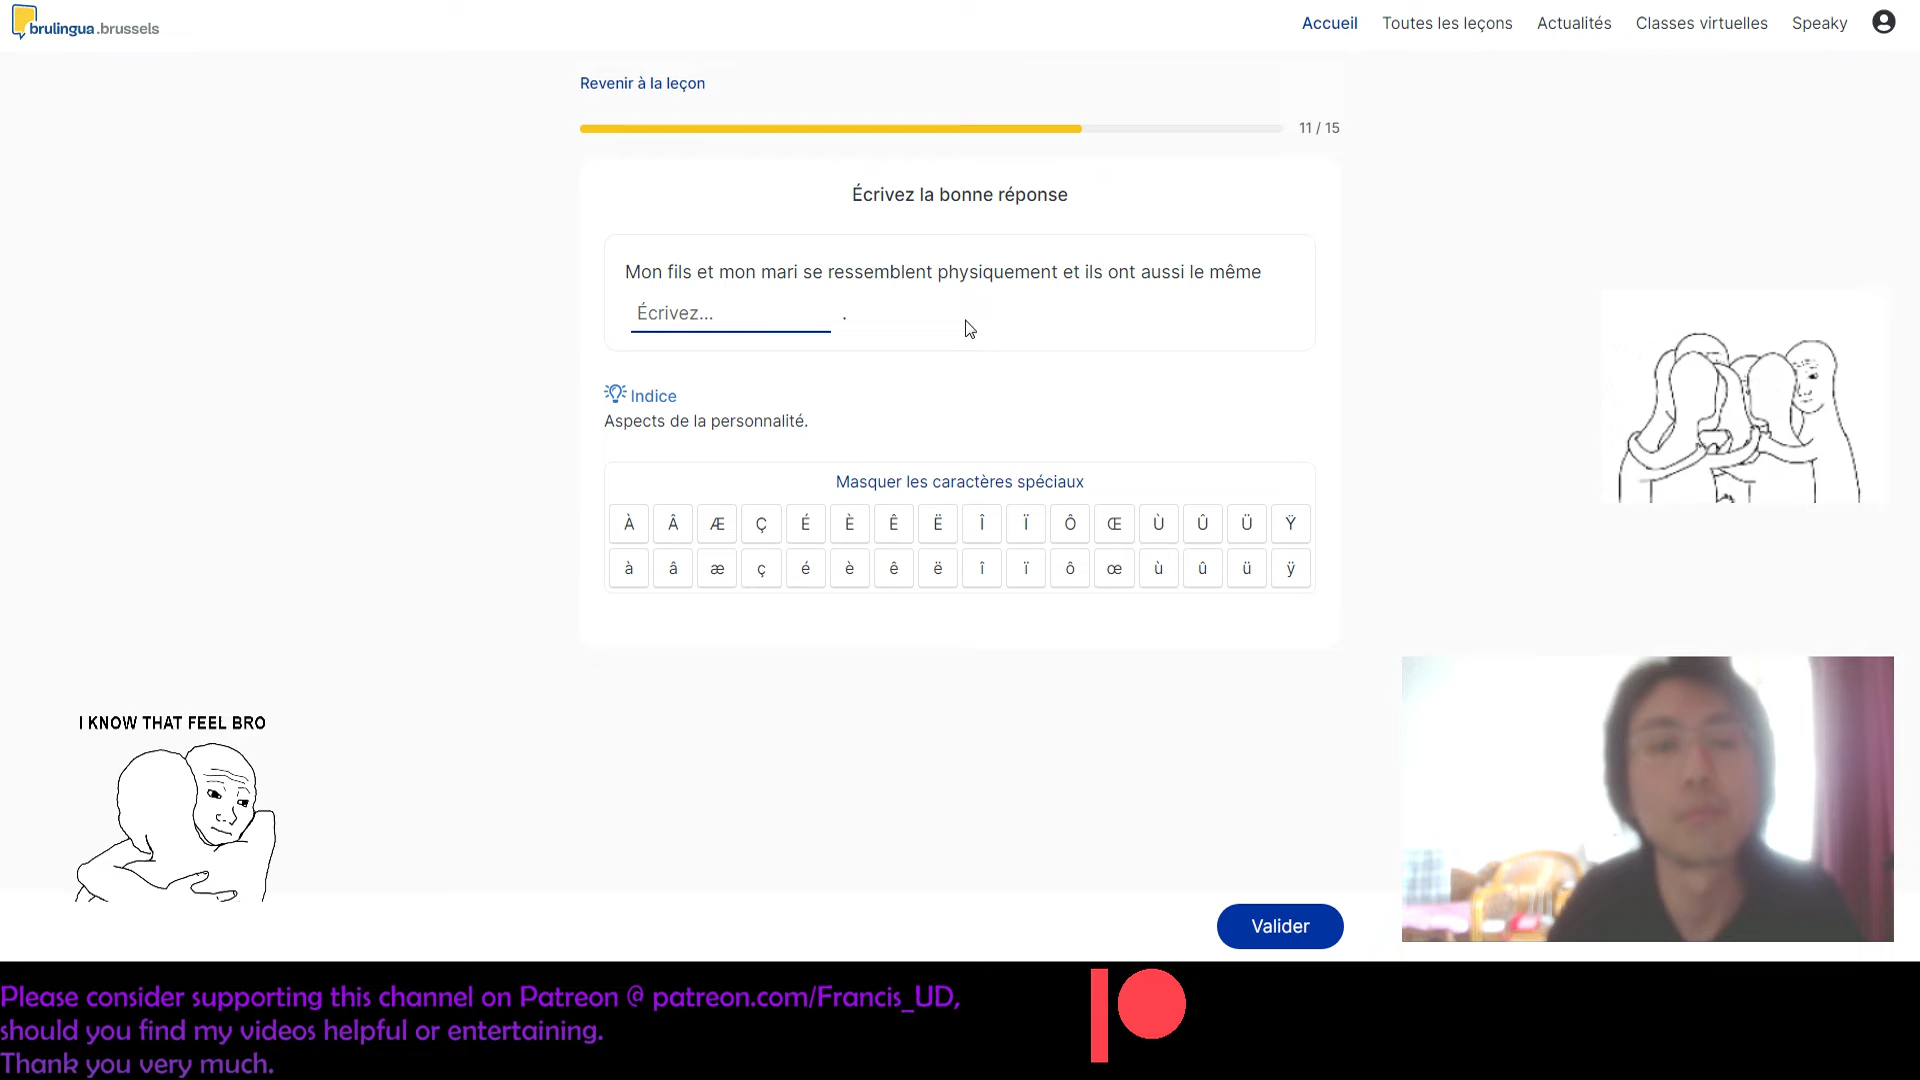 brulingua.brussels
Accueil
Toutes les leçons
Actualités
Classes virtuelles
Speaky
Revenir à la leçon
11 / 15
Écrivez la bonne réponse
Mon fils et mon mari se ressemblent physiquement et ils ont aussi le même
Écrivez... .
Indice
Aspects de la personnalité.
Masquer les caractères spéciaux
À Â Æ Ç É È Ê Ë Î Ï Ô Œ Ù Û Ü Ÿ
à â æ ç é è ê ë î ï ô œ ù û ü ÿ
I KNOW THAT FEEL BRO
Valider
Please consider supporting this channel on Patreon @ patreon.com/Francis_UD,
should you find my videos helpful or entertaining.
Thank you very much.